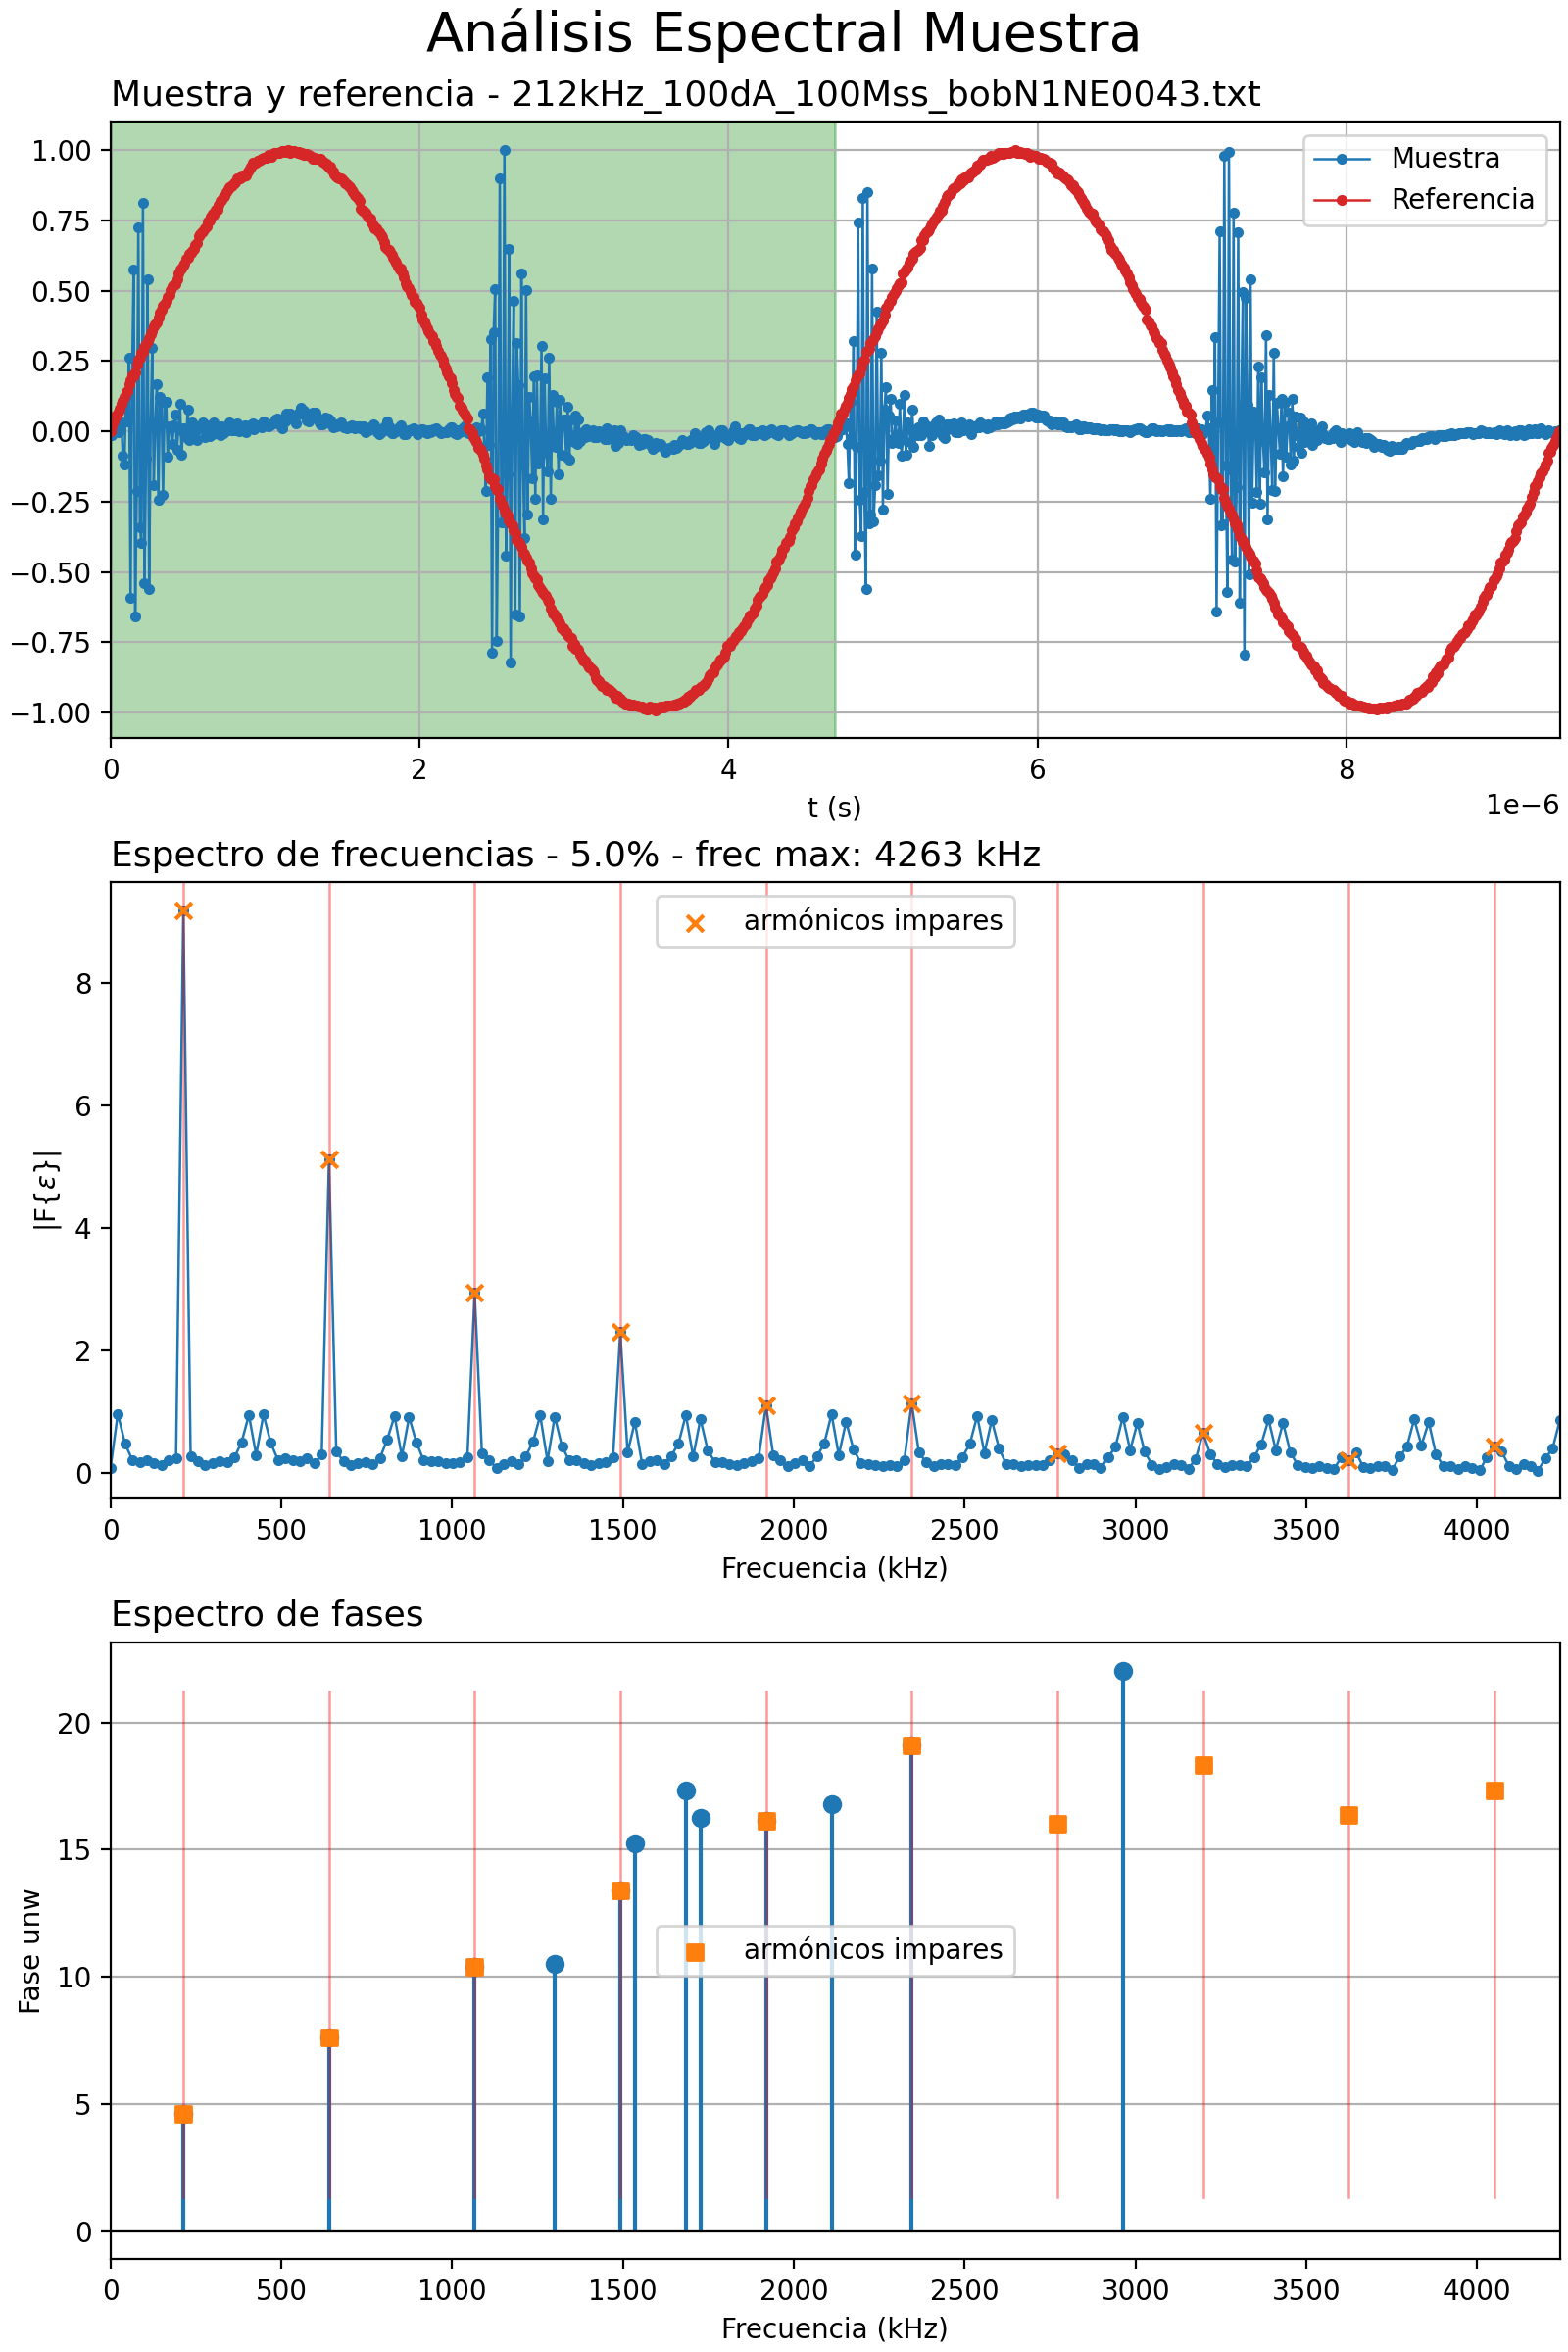 Análisis Espectral Muestra
Muestra y referencia - 212kHz_100dA_100Mss_bobN1NE0043.txt
1.00
0.75
0.50
0.25
0.00
−0.25
−0.50
−0.75
−1.00
Muestra
Referencia
0 2 4 6 8
1e−6
t (s)
Espectro de frecuencias - 5.0% - frec max: 4263 kHz
armónicos impares
|F{ε}|
8
6
4
2
0
0 500 1000 1500 2000 2500 3000 3500 4000
Frecuencia (kHz)
Espectro de fases
Fase unw
20
15
10
5
0
armónicos impares
0 500 1000 1500 2000 2500 3000 3500 4000
Frecuencia (kHz)